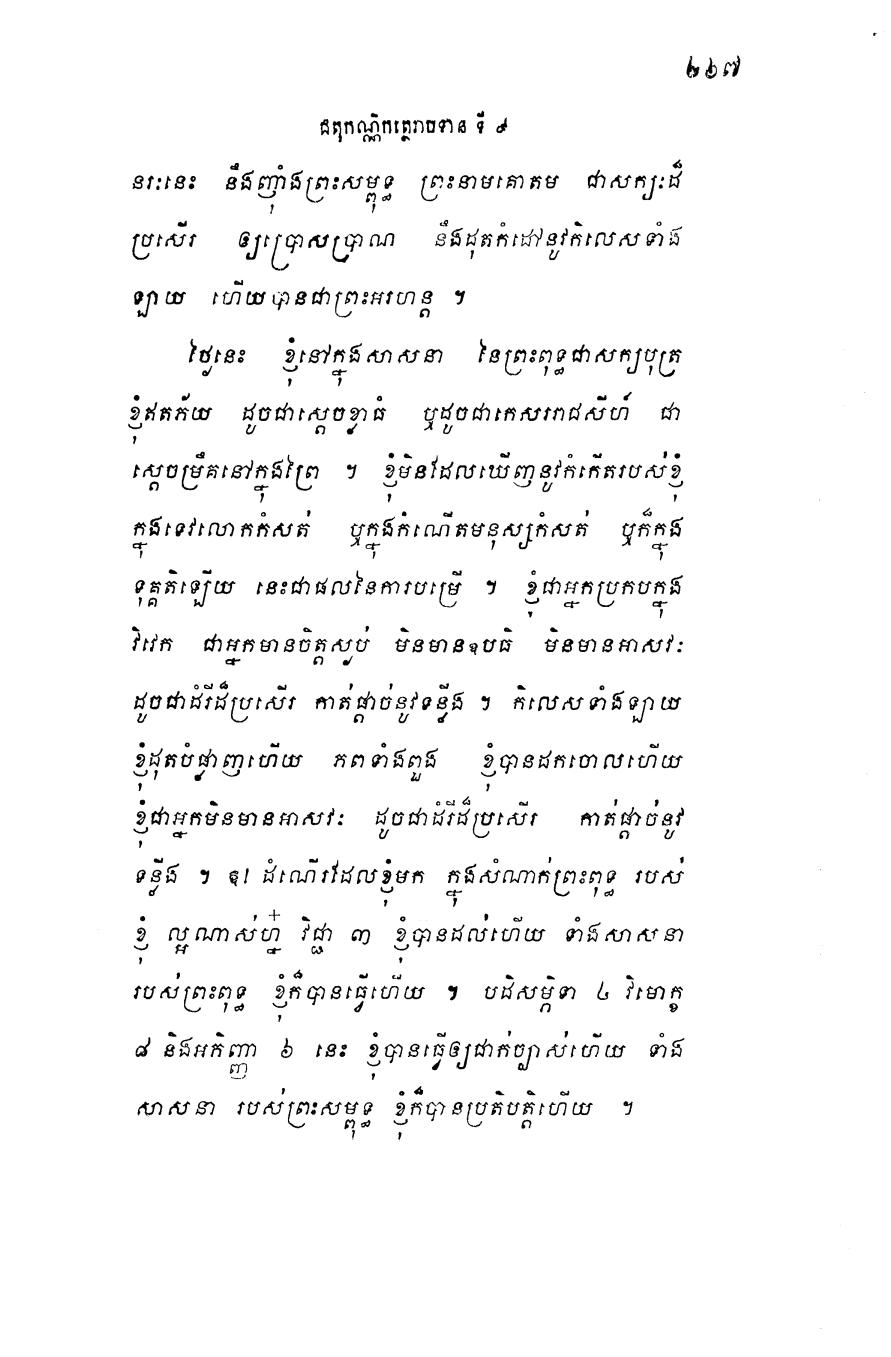 ២៦៧
ជតុកណ្ណិកត្ថេរាបទាន ទី ៩
នរៈនេះ នឹងញុំាងព្រះសម្ពុទ្ធ ព្រះនាមគោតម ជាសក្យៈដ៏
ប្រសើរ ឲ្យប្រោសប្រាណ នឹងដុតកំដៅនូវកិលេសទាំង
ឡាយ ហើយបានជាព្រះអរហន្ត ។
ថ្ងៃនេះ ខ្ញុំនៅក្នុងសាសនា នៃព្រះពុទ្ធជាសក្យបុត្រ
ខ្ញុំឥតភ័យ ដូចជាស្តេចខ្លាធំ ឬដូចជាកេសររាជសីហ៍ ជា
ស្តេចម្រឹគនៅក្នុងព្រៃ ។ ខ្ញុំមិនដែលឃើញនូវកំកើតរបស់ខ្ញុំ
ក្នុងទេវលោកកំសត់ ឬក្នុងកំណើតមនុស្សកំសត់ ឬក៏ក្នុង
ទុគ្គតិឡើយ នេះជាផលនៃការបម្រើ ។ ខ្ញុំជាអ្នកប្រកបក្នុង
វិវេក ជាអ្នកមានចិត្តស្ងប់ មិនមានឧបធិ មិនមានអាសវៈ
ដូចជាដំរីដ៏ប្រសើរ កាត់ផ្តាច់នូវទន្លីង ។ កិលេសទាំងឡាយ
ខ្ញុំដុតបំផ្លាញហើយ ភពទាំងពួង ខ្ញុំបានដកចោលហើយ
ខ្ញុំជាអ្នកមិនមានអាសវៈ ដូចជាដំរីដ៏ប្រសើរ កាត់ផ្តាច់នូវ
ទន្លីង ។ ឱ! ដំណើរដែលខ្ញុំមក ក្នុងសំណាក់ព្រះពុទ្ធ របស់
ខ្ញុំ ល្អណាស់ហ្ន៎ វិជ្ជា ៣ ខ្ញុំបានដល់ហើយ ទាំងសាសនា
របស់ព្រះពុទ្ធ ខ្ញុំក៏បានធ្វើហើយ ។ បដិសម្ភិទា ៤ វិមោក្ខ
៨ និងអភិញ្ញា ៦ នេះ ខ្ញុំបានធ្វើឲ្យជាក់ច្បាស់ហើយ ទាំង
សាសនា របស់ព្រះសម្ពុទ្ធ ខ្ញុំក៏បានប្រតិបត្តិហើយ ។